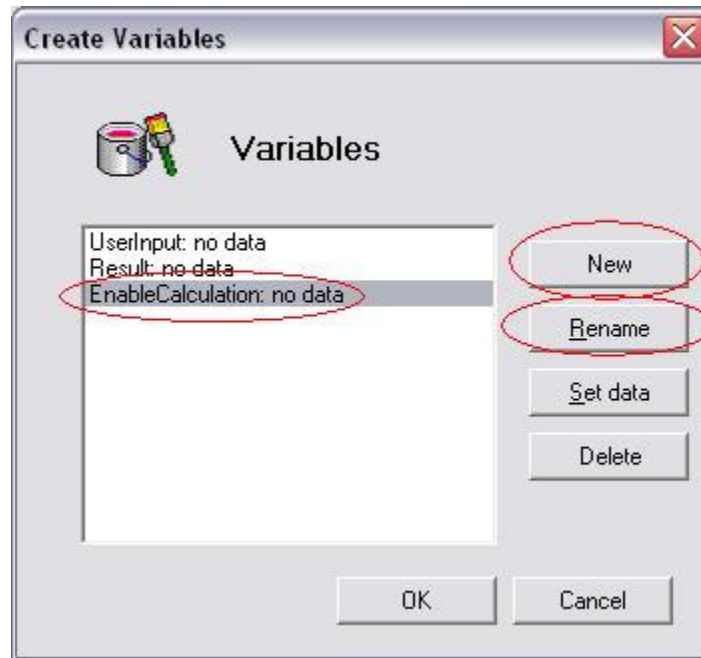 Create Variables
Variables
UserInput: no data
Result: no data
EnableCalculation: no data
New
Rename
Set data
Delete
OK
Cancel